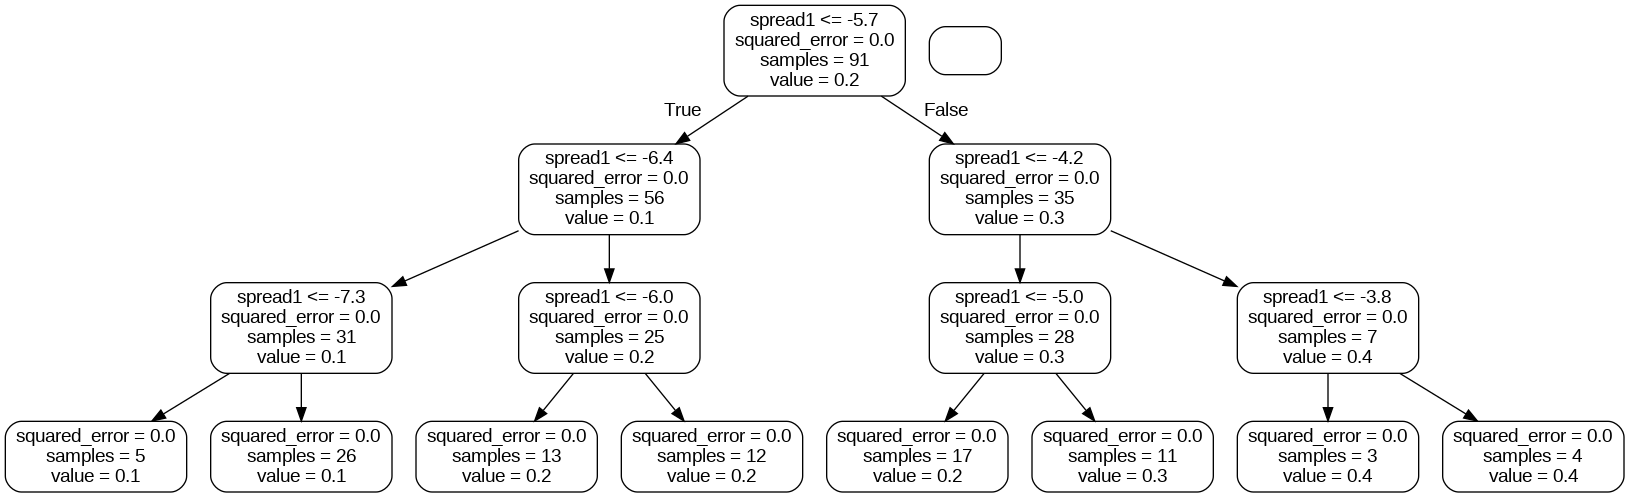 spread1 <= -5.7
squared_error = 0.0
samples = 91
value = 0.2
True
False
spread1 <= -6.4
squared_error = 0.0
samples = 56
value = 0.1
spread1 <= -4.2
squared_error = 0.0
samples = 35
value = 0.3
spread1 <= -7.3
squared_error = 0.0
samples = 31
value = 0.1
spread1 <= -6.0
squared_error = 0.0
samples = 25
value = 0.2
spread1 <= -5.0
squared_error = 0.0
samples = 28
value = 0.3
spread1 <= -3.8
squared_error = 0.0
samples = 7
value = 0.4
squared_error = 0.0
samples = 5
value = 0.1
squared_error = 0.0
samples = 26
value = 0.1
squared_error = 0.0
samples = 13
value = 0.2
squared_error = 0.0
samples = 12
value = 0.2
squared_error = 0.0
samples = 17
value = 0.2
squared_error = 0.0
samples = 11
value = 0.3
squared_error = 0.0
samples = 3
value = 0.4
squared_error = 0.0
samples = 4
value = 0.4